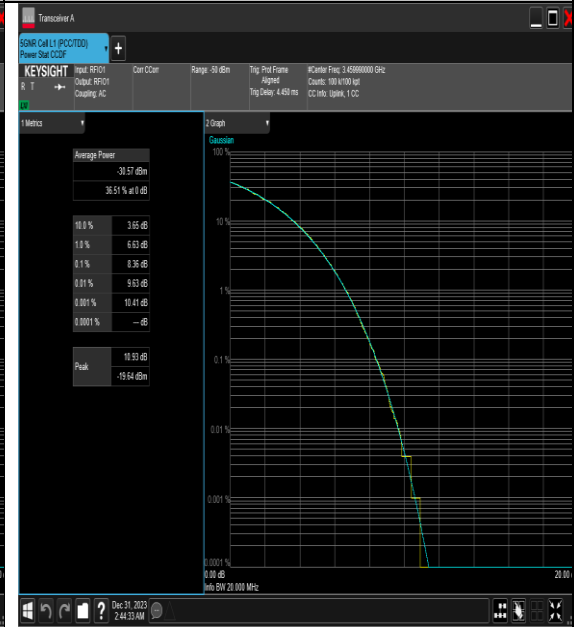 Transceiver A
5GNR Cell L1 (PCC/TDD)
Power Stat CCDF
+
KEYSIGHT
R T
Input: RFIO1
Output: RFIO1
Coupling: AC
Corr CCorr
Range: -50 dBm
Trig: Prot Frame
Aligned
Trig Delay: 4.450 ms
#Center Freq: 3.459990000 GHz
Counts: 100 k/100 kpt
CC Info: Uplink, 1 CC
1 Metrics
Average Power
-30.57 dBm
36.51 % at 0 dB
10.0 % 3.65 dB
1.0 % 6.63 dB
0.1 % 8.36 dB
0.01 % 9.63 dB
0.001 % 10.41 dB
0.0001 % --- dB
Peak 10.93 dB
-19.64 dBm
2 Graph
Gaussian
100 %
10 %
1 %
0.1 %
0.01 %
0.001 %
0.0001 %
0.00 dB
20.00
Info BW 20.000 MHz
?
Dec 31, 2023
2:44:33 AM